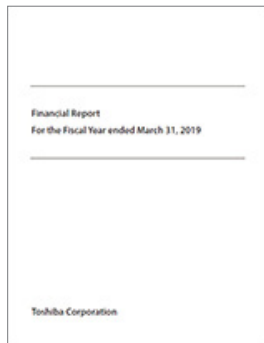 Financial Report
For the Fiscal Year ended March 31, 2019
Toshiba Corporation